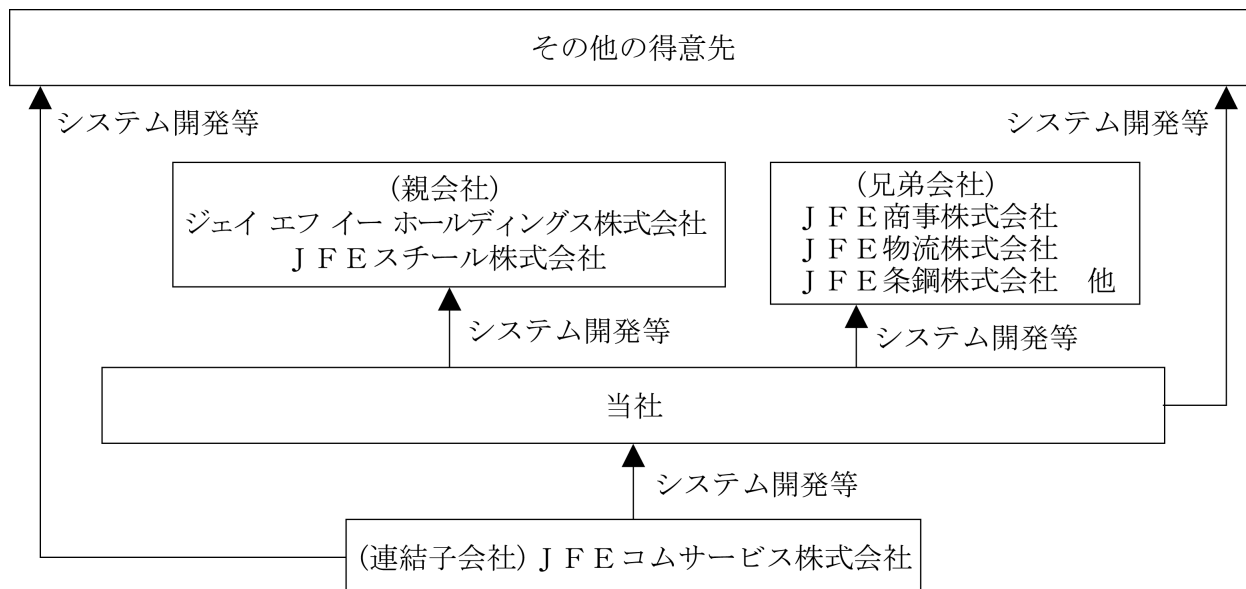 その他の得意先
システム開発等
システム開発等
(親会社)
ジェイ エフ イー ホールディングス株式会社
ＪＦＥスチール株式会社
(兄弟会社)
ＪＦＥ商事株式会社
ＪＦＥ物流株式会社
ＪＦＥ条鋼株式会社　他
システム開発等
システム開発等
当社
システム開発等
(連結子会社)ＪＦＥコムサービス株式会社